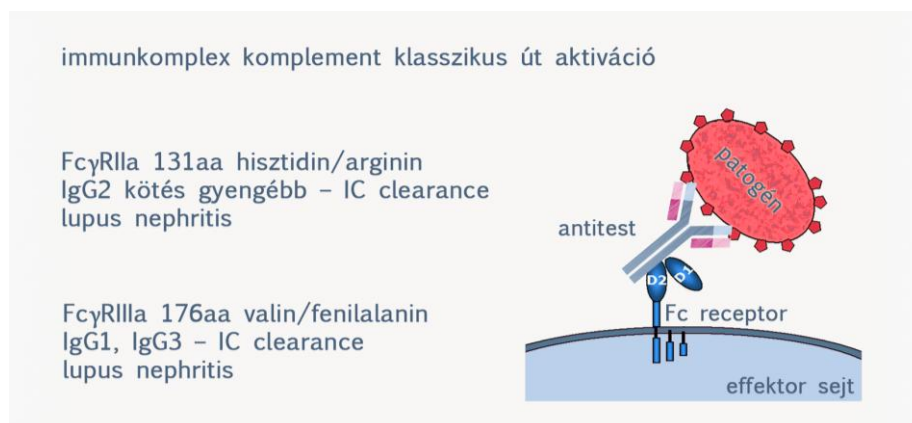 immunkomplex komplement klasszikus út aktiváció
FcγRIIa 131aa hisztidin/arginin
IgG2 kötés gyengébb – IC clearance
lupus nephritis
FcγRIIIa 176aa valin/fenilalanin
IgG1, IgG3 – IC clearance
lupus nephritis
patogén
antitest
D2 D1
Fc receptor
effektor sejt